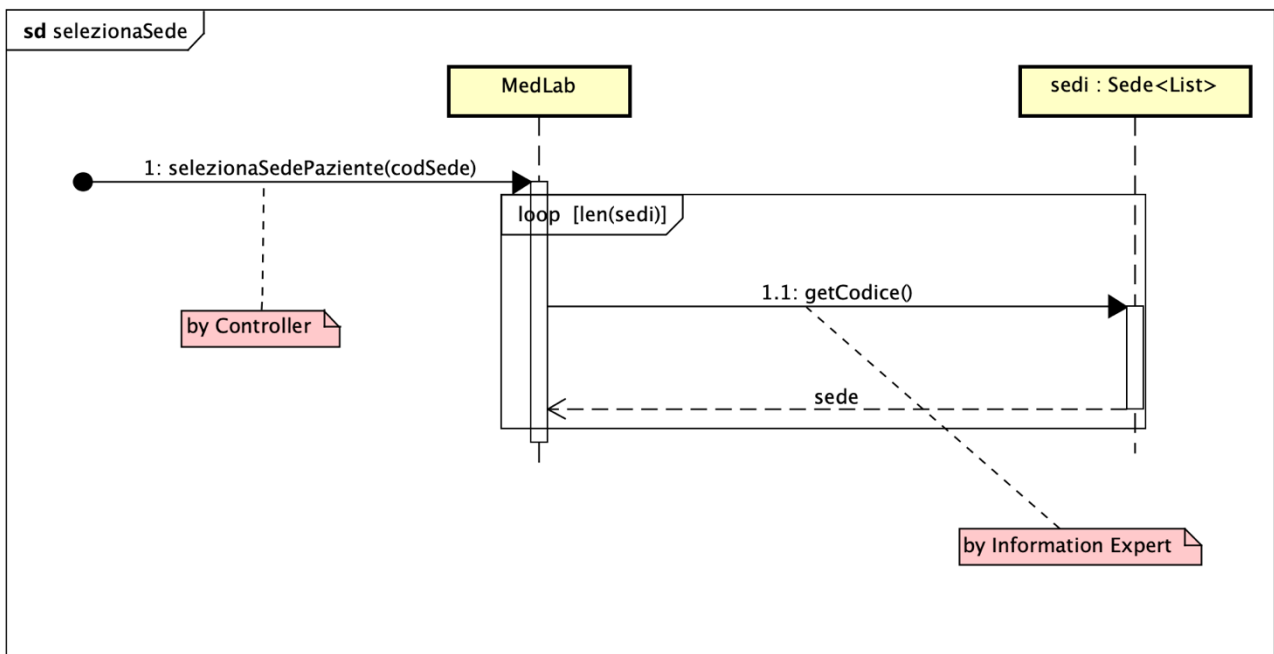 sd selezionaSede
MedLab
sedi : Sede<List>
1: selezionaSedePaziente(codSede)
loop [len(sedi)]
1.1: getCodice()
by Controller
sede
by Information Expert